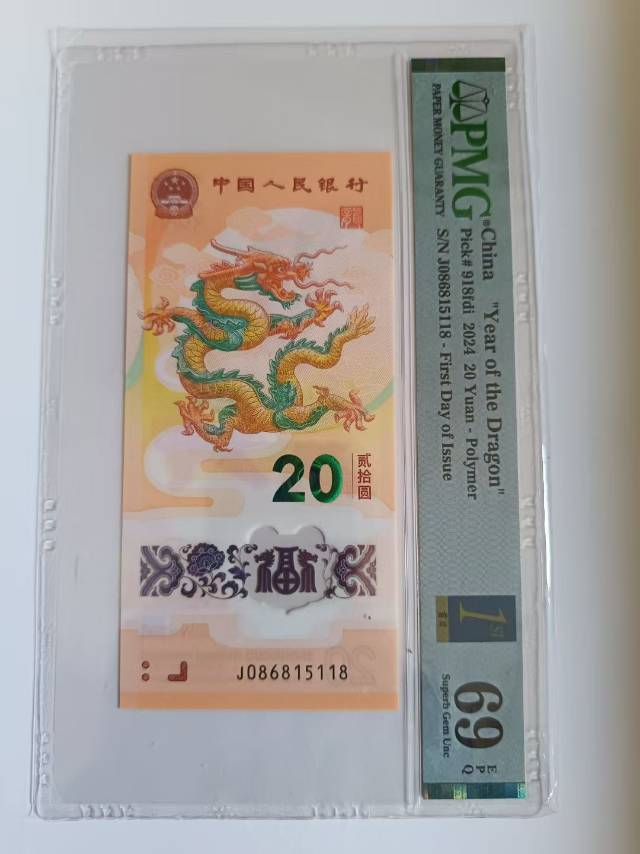 中国人民银行
20
贰拾圆
福
J086815118
PMG®
PAPER MONEY GUARANTY
China "Year of the Dragon"
Pick# 918fdi 2024 20 Yuan - Polymer
S/N J086815118 - First Day of Issue
1ST
69 EPQ
Superb Gem Unc